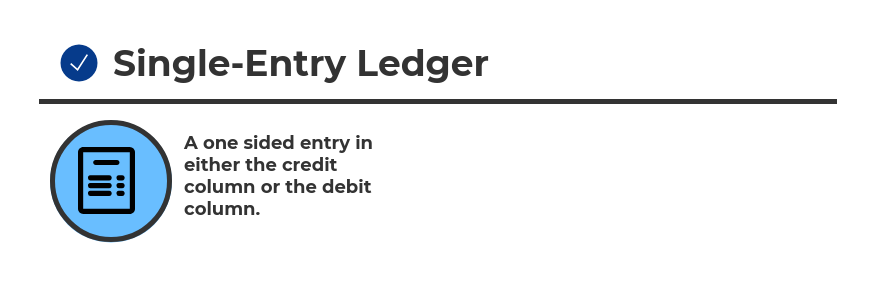 Single-Entry Ledger
A one sided entry in
either the credit
column or the debit
column.